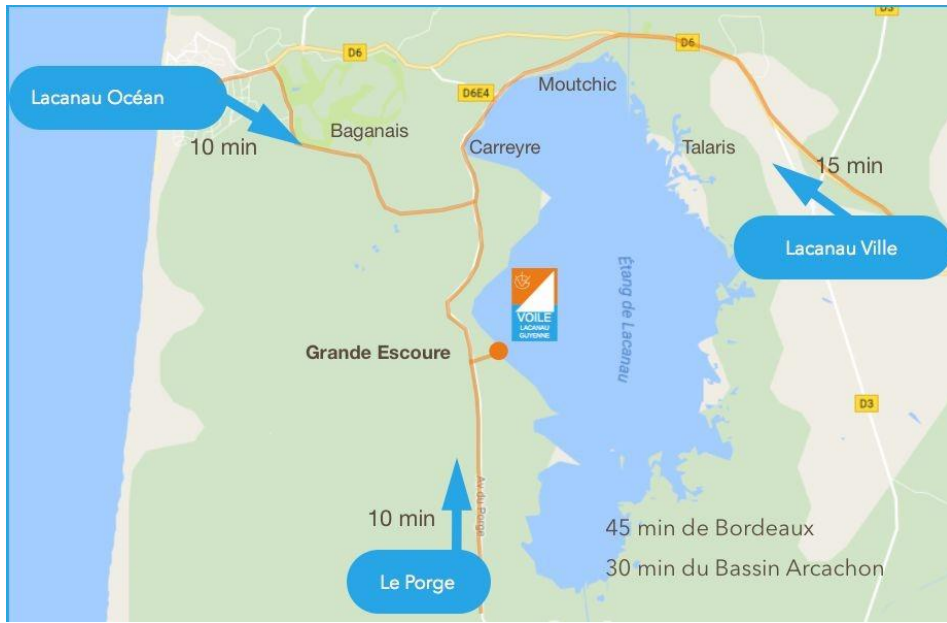 D3
D6
D6
Lacanau Océan
D6E4
Moutchic
Baganais
10 min
Carreyre
Talaris
15 min
Lacanau Ville
Étang de Lacanau
VOILE
LACANAU
GUYENNE
Grande Escoure
D3
Av. du Porge
10 min
45 min de Bordeaux
30 min du Bassin Arcachon
Le Porge